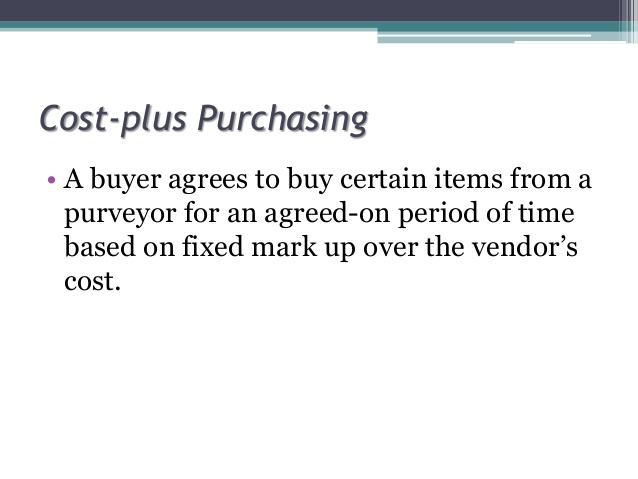 Cost-plus Purchasing
• A buyer agrees to buy certain items from a
purveyor for an agreed-on period of time
based on fixed mark up over the vendor’s
cost.